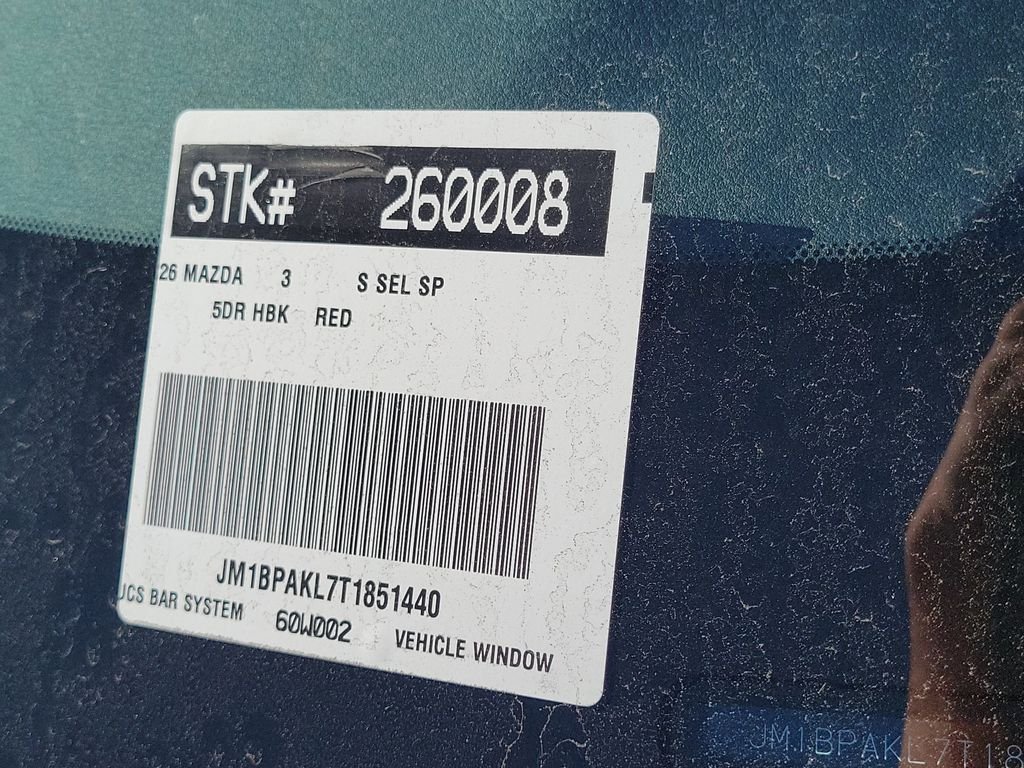 STK# 260008
26 MAZDA 3 S SEL SP
5DR HBK RED
JM1BPAKL7T1851440
JCS BAR SYSTEM 60W002 VEHICLE WINDOW
JM1BPAKL7T18